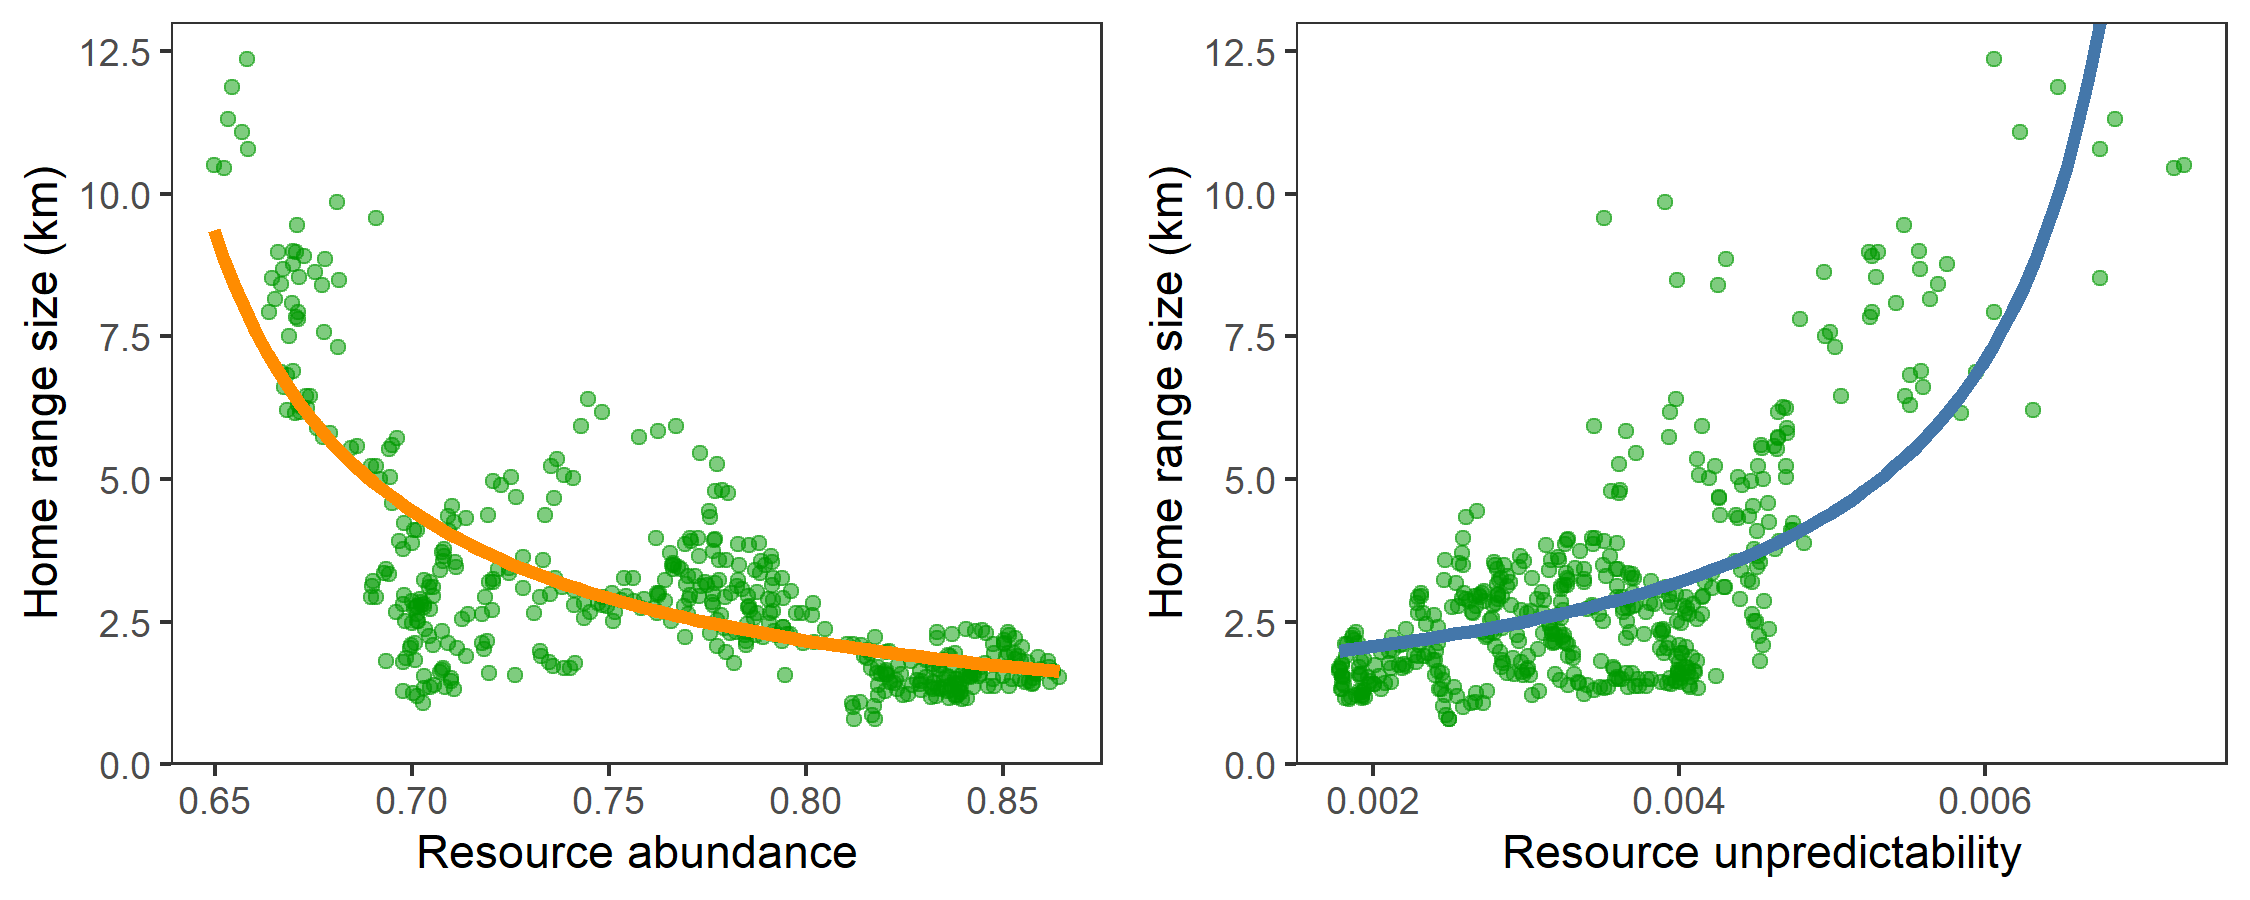 12.5
10.0
7.5
5.0
2.5
0.0
Home range size (km)
0.65 0.70 0.75 0.80 0.85
Resource abundance
12.5
10.0
7.5
5.0
2.5
0.0
Home range size (km)
0.002 0.004 0.006
Resource unpredictability